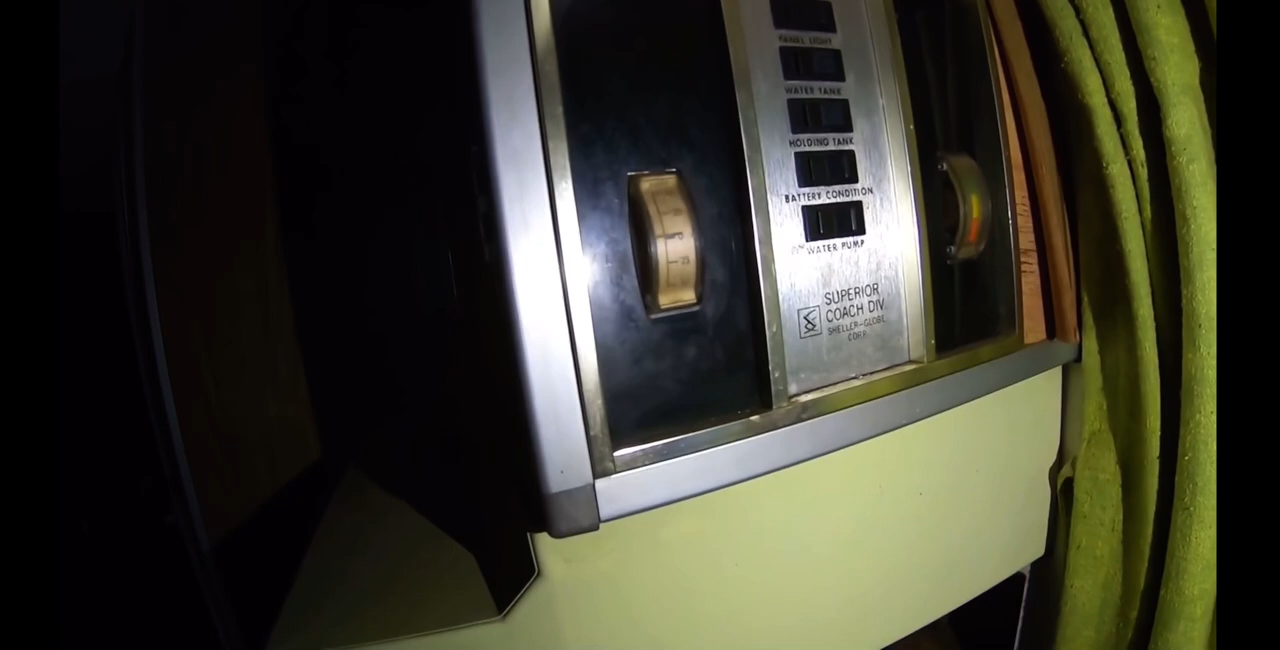 PANEL LIGHT
WATER TANK
HOLDING TANK
BATTERY CONDITION
WATER PUMP
SUPERIOR
COACH DIV
SHELLER-GLOBE
CORP.